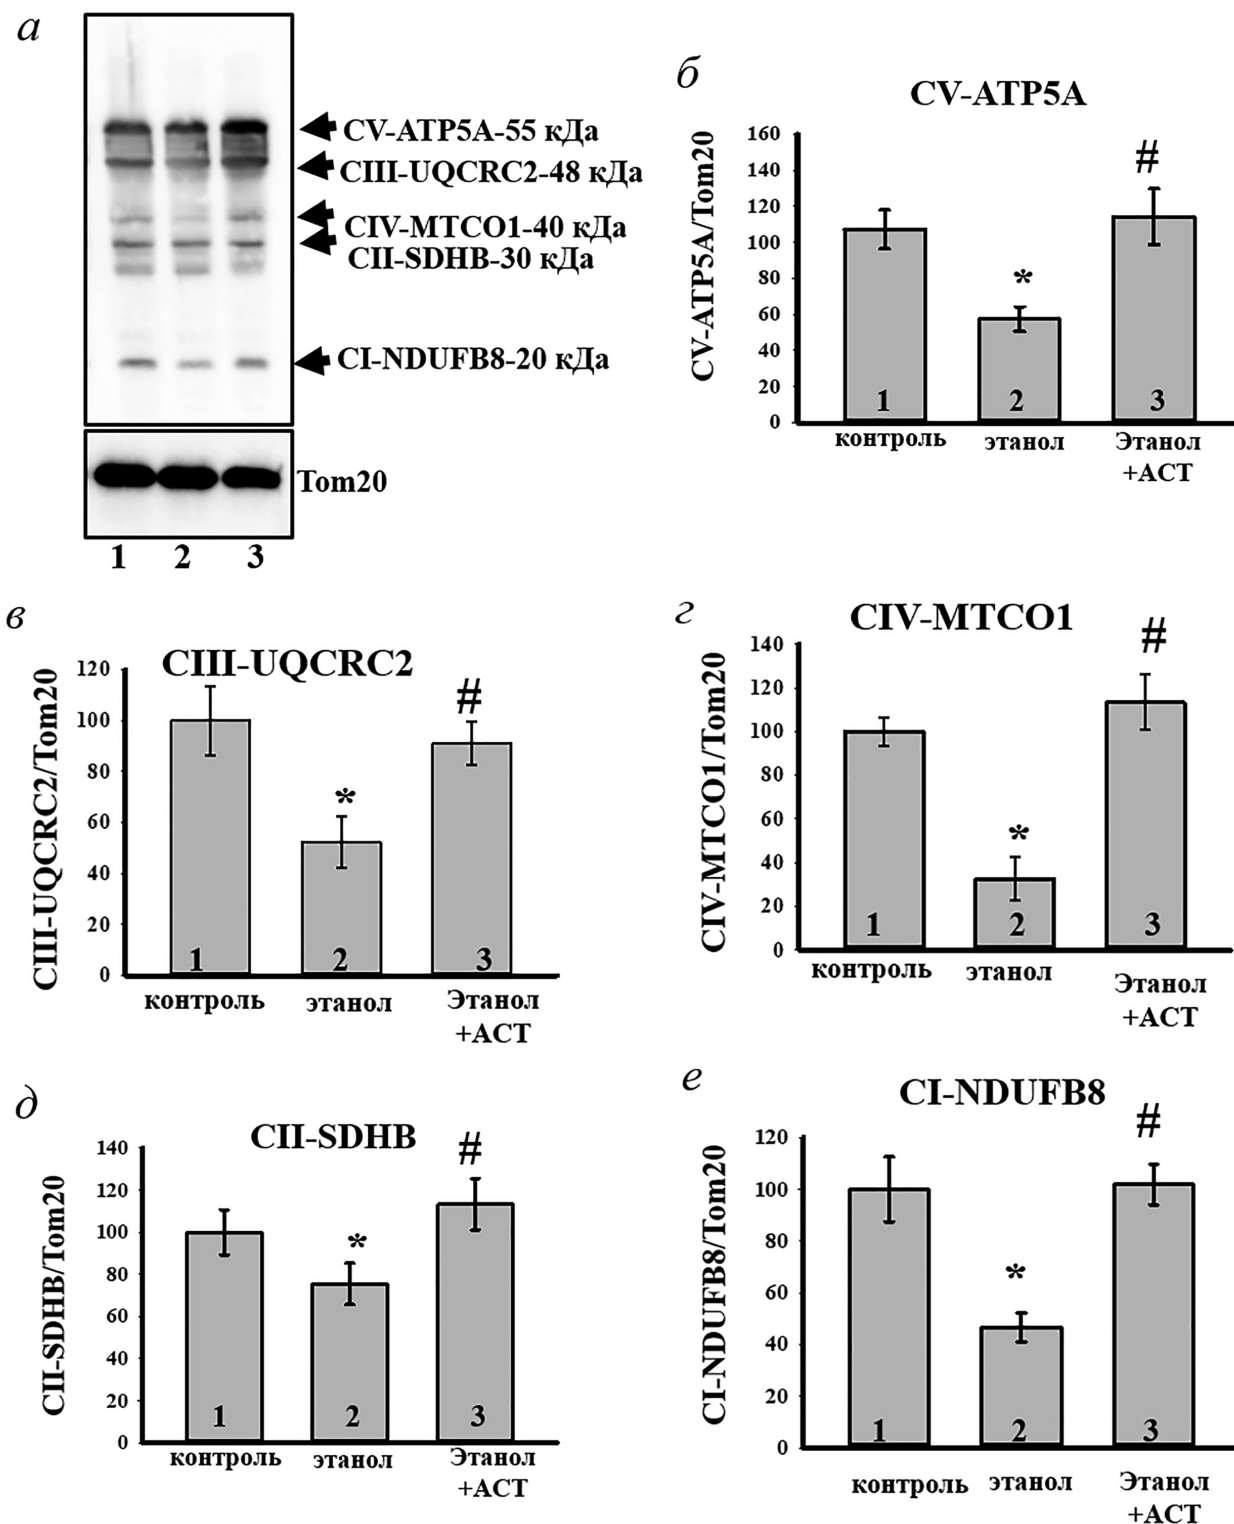 а
CV-ATP5A-55 кДа
CIII-UQCRC2-48 кДа
CIV-MTCO1-40 кДа
CII-SDHB-30 кДа
CI-NDUFB8-20 кДа
Tom20
1 2 3
б
CV-ATP5A
CV-ATP5A/Tom20
160
140
120
100
80
60
40
20
0
#
*
1 2 3
контроль этанол Этанол
+АСТ
в
CIII-UQCRC2
CIII-UQCRC2/Tom20
120
100
80
60
40
20
0
#
*
1 2 3
контроль этанол Этанол
+АСТ
г
CIV-MTCO1
CIV-MTCO1/Tom20
140
120
100
80
60
40
20
0
#
*
1 2 3
контроль этанол Этанол
+АСТ
д
CII-SDHB
CII-SDHB/Tom20
140
120
100
80
60
40
20
0
#
*
1 2 3
контроль этанол Этанол
+АСТ
е
CI-NDUFB8
CI-NDUFB8/Tom20
120
100
80
60
40
20
0
#
*
1 2 3
контроль этанол Этанол
+АСТ